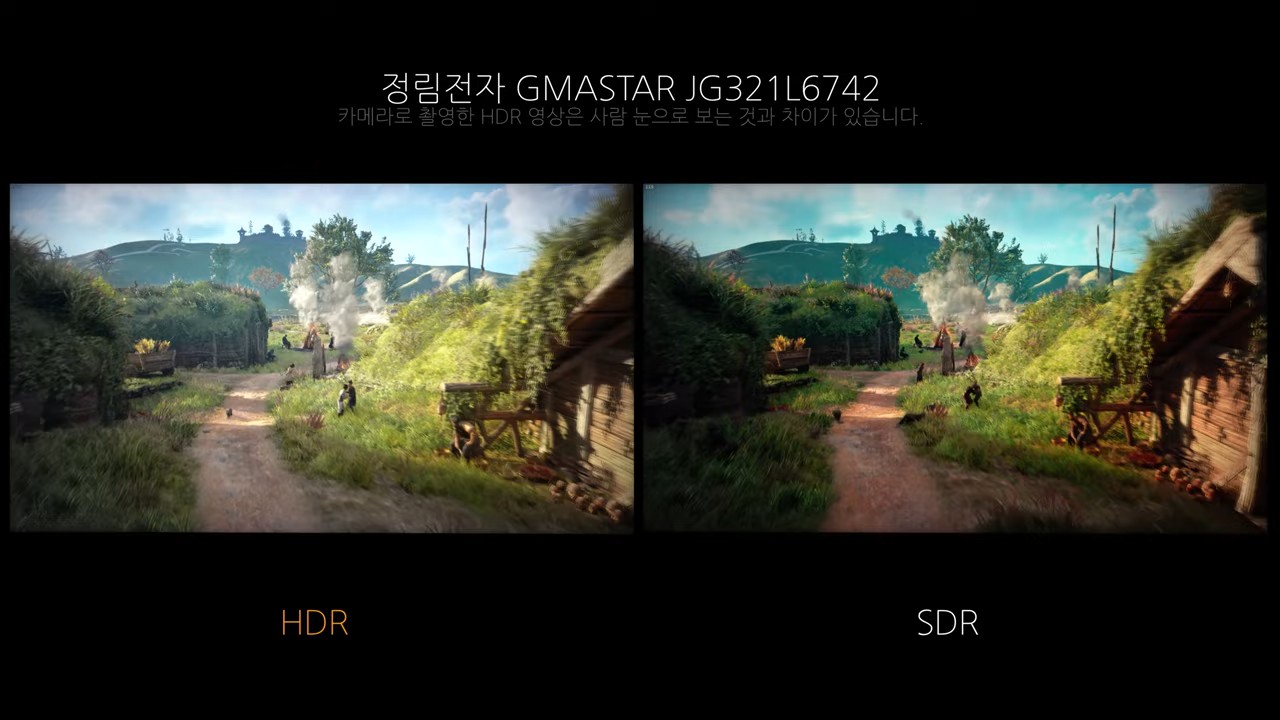 정림전자 GMASTAR JG321L6742
카메라로 촬영한 HDR 영상은 사람 눈으로 보는 것과 차이가 있습니다.
HDR
SDR